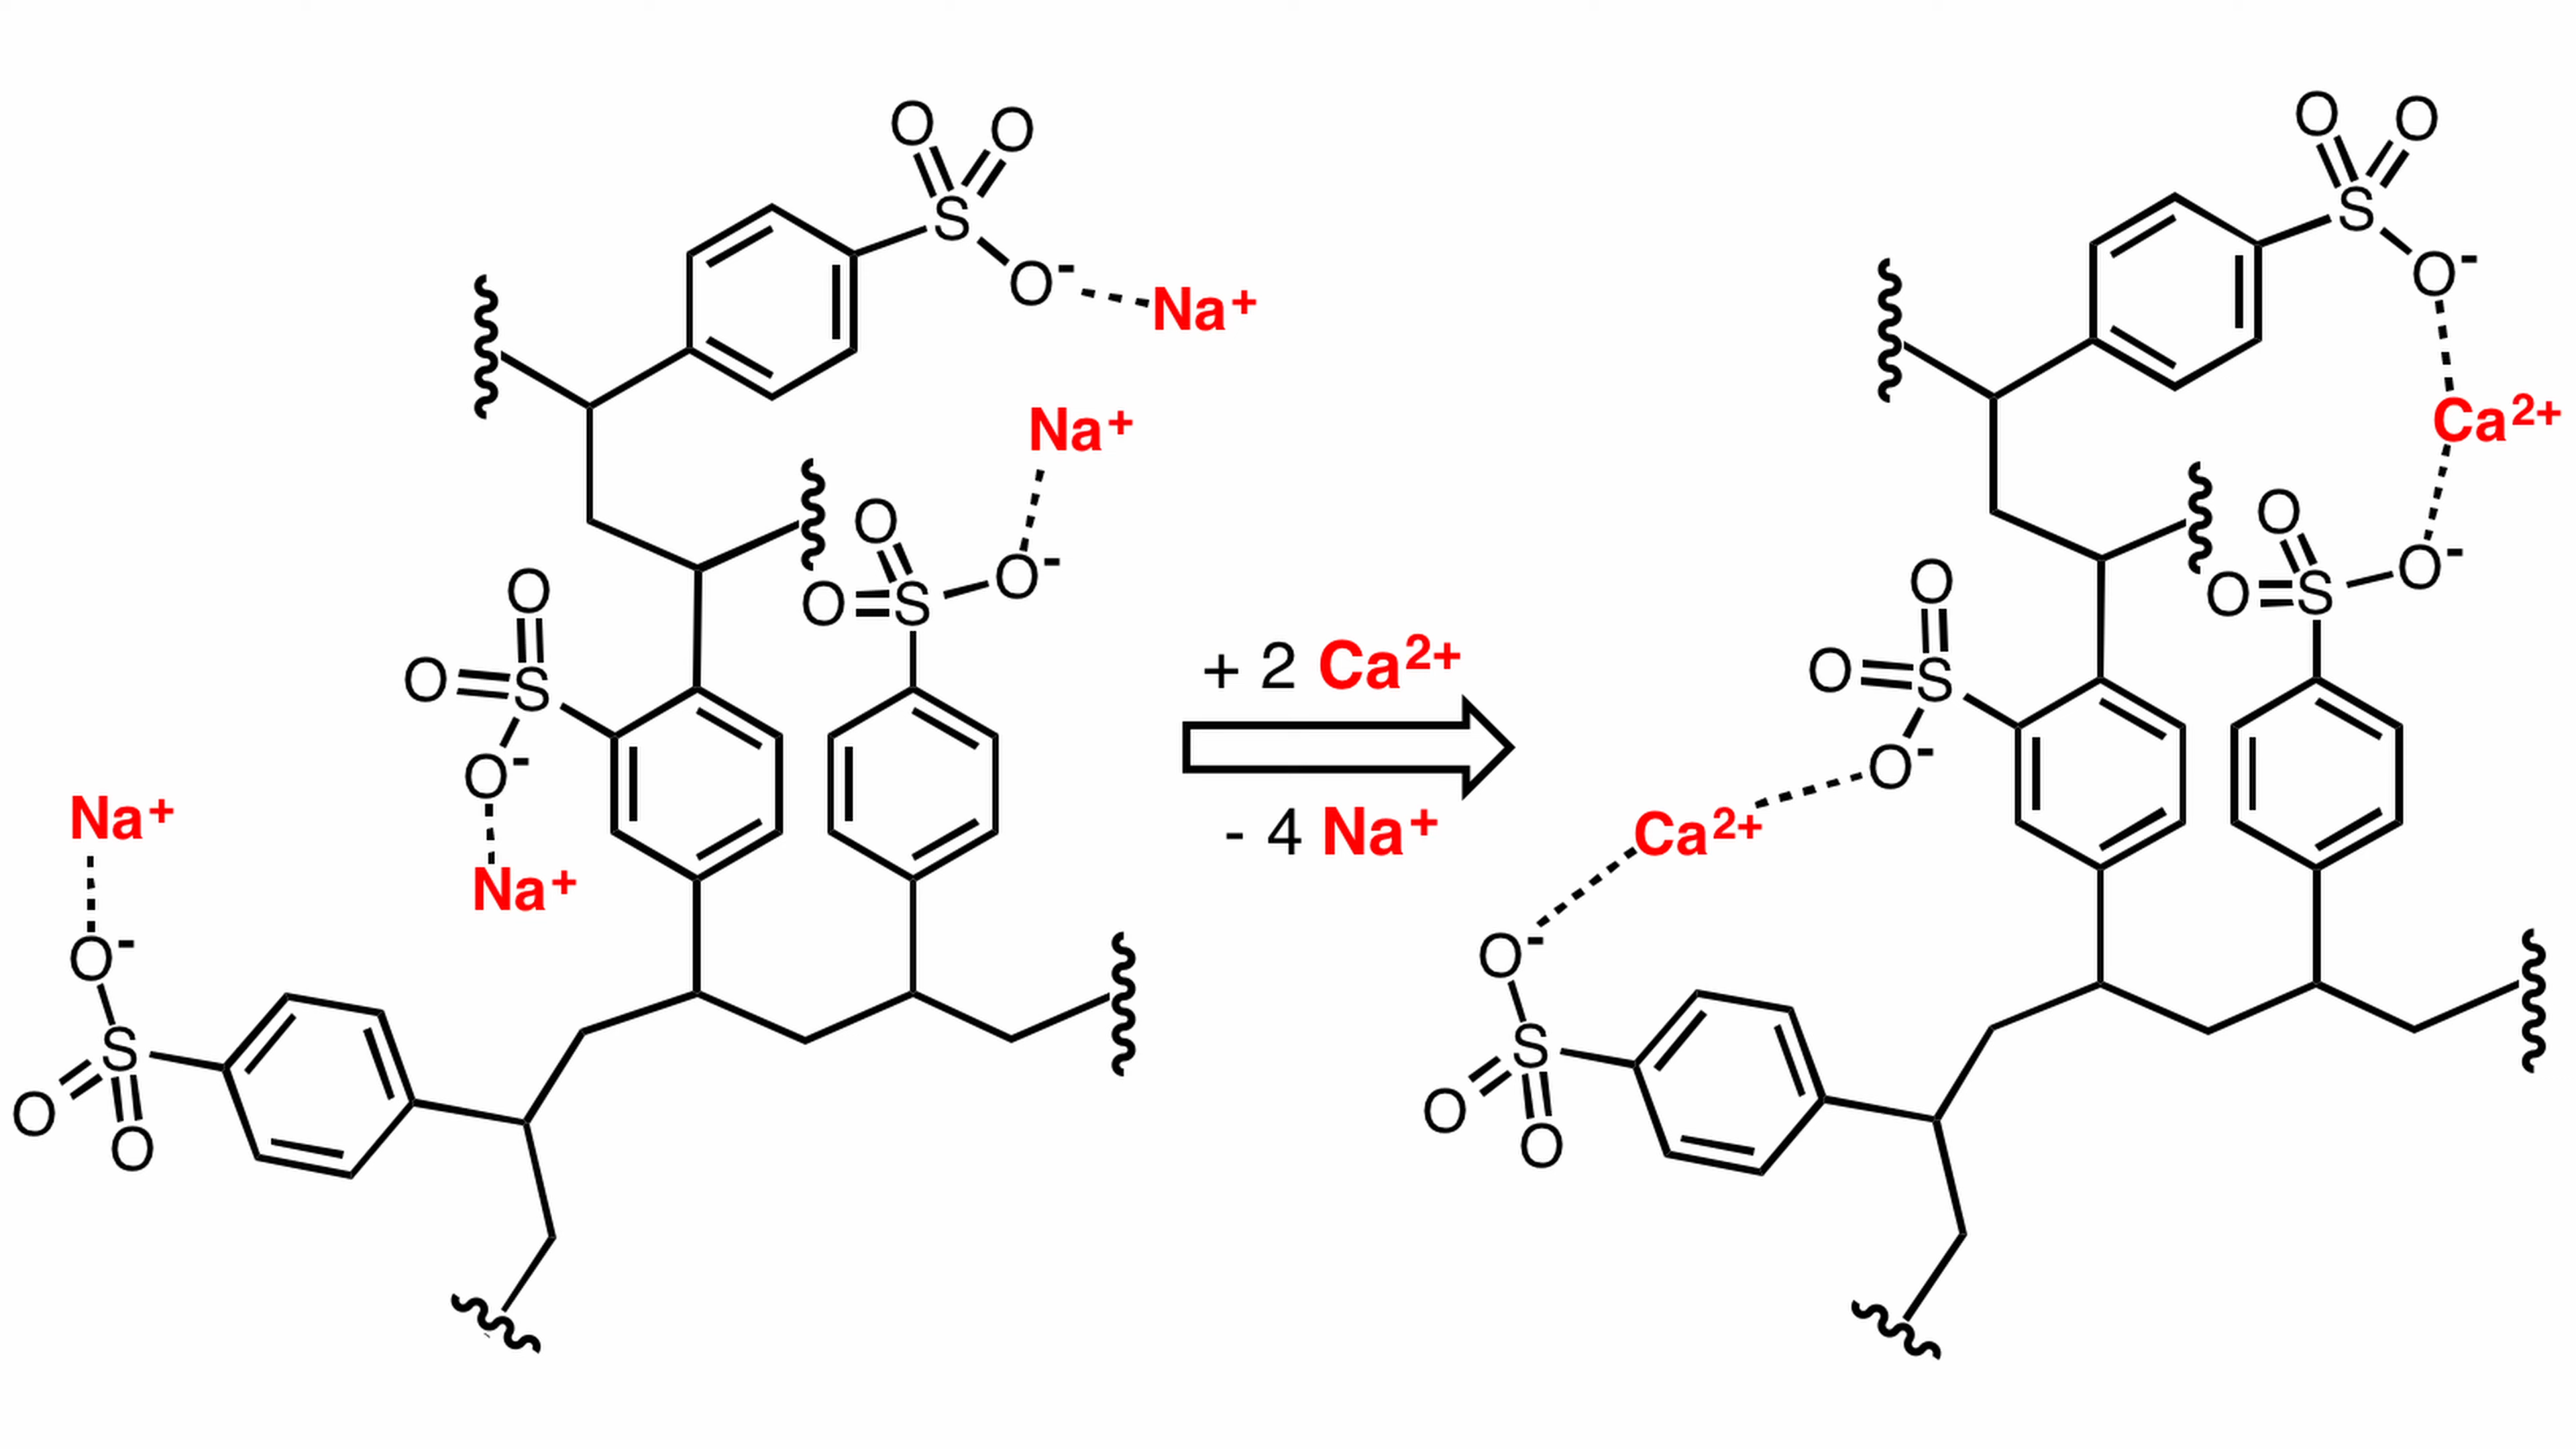 O O
S
O⁻ Na⁺
Na⁺
O
O S O⁻
O
O S
O⁻
Na⁺
Na⁺
O⁻
S
O
O
+ 2 Ca²⁺
- 4 Na⁺
O O
S
O⁻
Ca²⁺
O
O S O⁻
O
O S
O⁻
Ca²⁺
O⁻
S
O
O